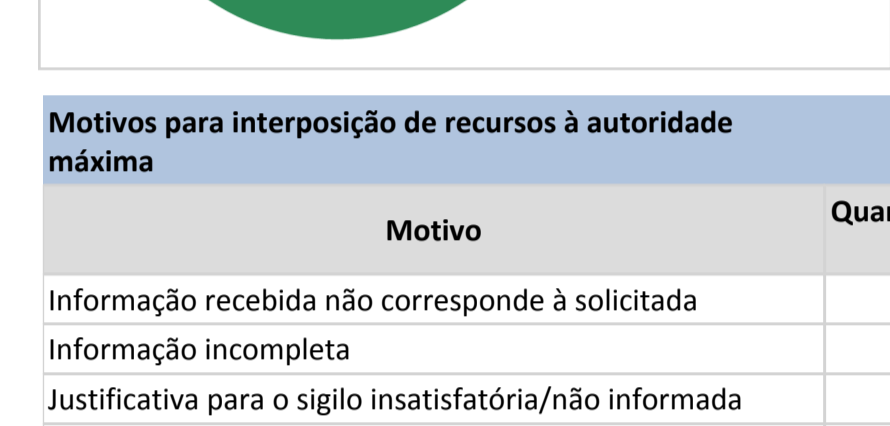 Motivos para interposição de recursos à autoridade
máxima
Motivo
Informação recebida não corresponde à solicitada
Informação incompleta
Justificativa para o sigilo insatisfatória/não informada